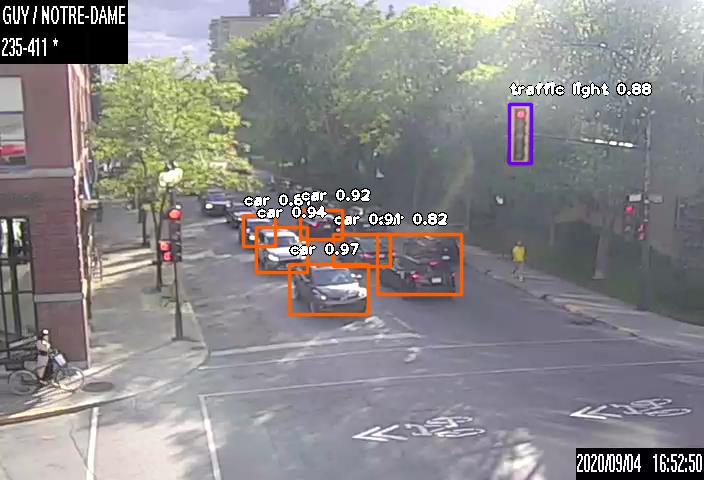 GUY / NOTRE-DAME
235-411 *
traffic light 0.88
car 0.92
car 0.94
car 0.91
0.82
car 0.97
2020/09/04 16:52:50